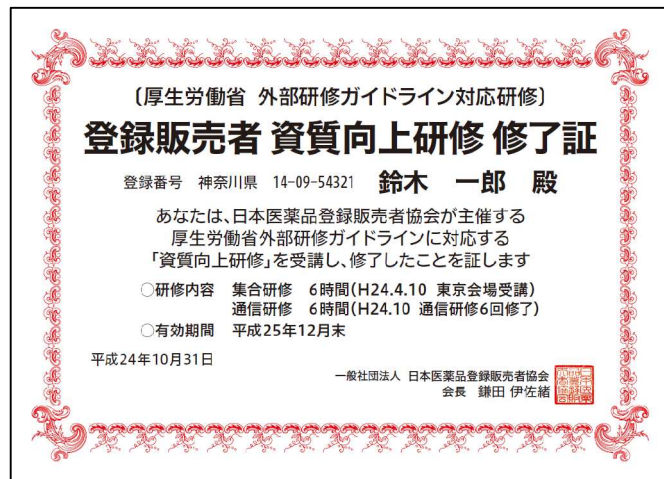 〔厚生労働省 外部研修ガイドライン対応研修〕
登録販売者 資質向上研修 修了証
登録番号 神奈川県 14-09-54321 鈴木 一郎 殿
あなたは、日本医薬品登録販売者協会が主催する
厚生労働省外部研修ガイドラインに対応する
「資質向上研修」を受講し、修了したことを証します
○研修内容 集合研修 6時間(H24.4.10 東京会場受講)
通信研修 6時間(H24.10 通信研修6回修了)
○有効期間 平成25年12月末
平成24年10月31日
一般社団法人 日本医薬品登録販売者協会
会長 鎌田 伊佐緒